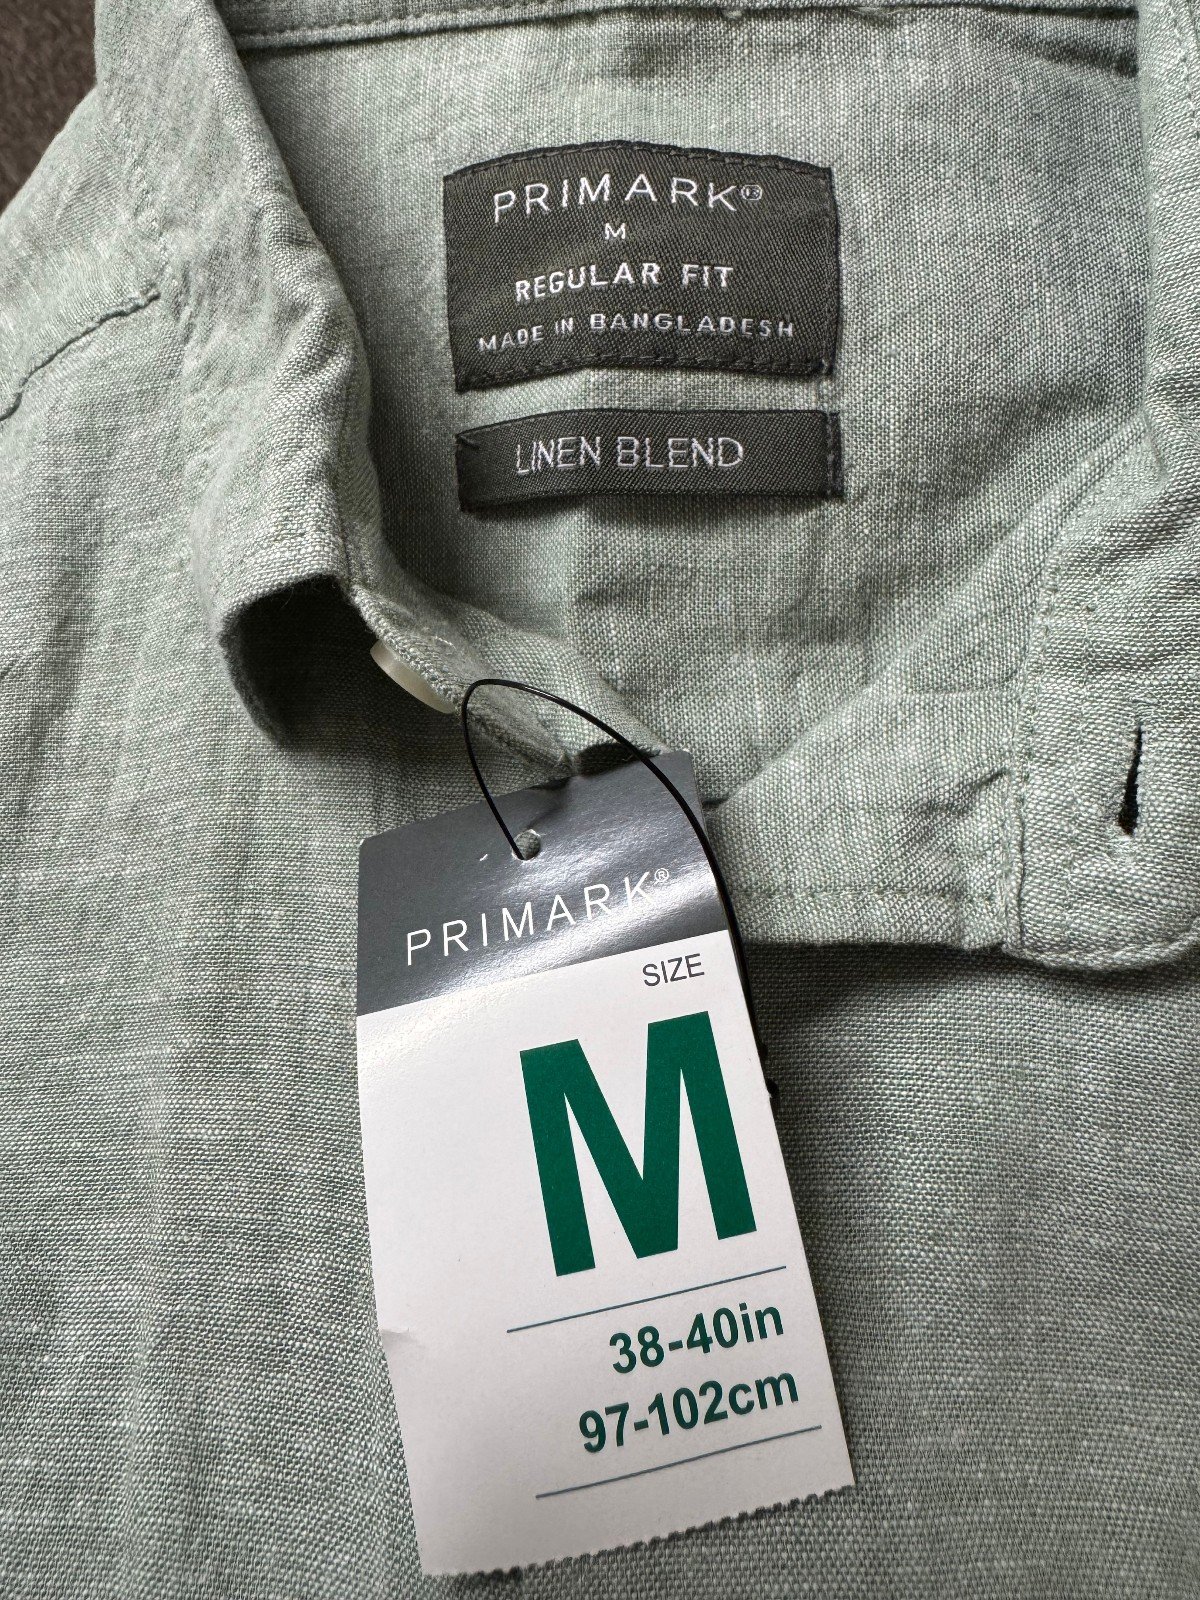 PRIMARK®
M
REGULAR FIT
MADE IN BANGLADESH
LINEN BLEND
PRIMARK®
SIZE
M
38-40in
97-102cm